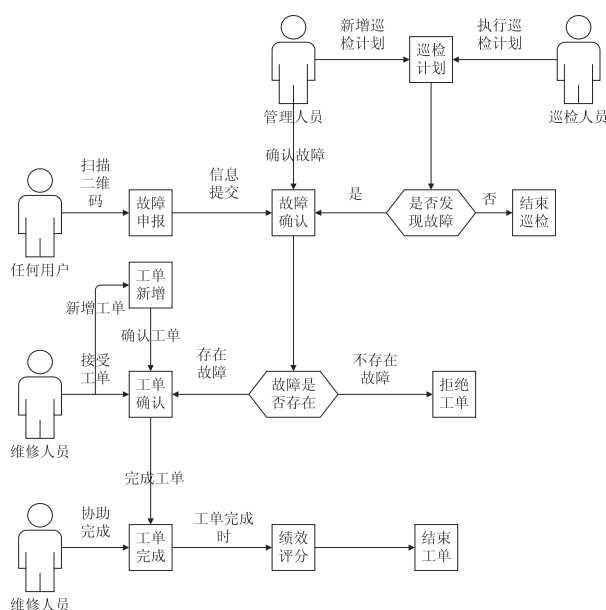 新增巡
检计划
执行巡
检计划
巡检
计划
管理人员
巡检人员
确认故障
扫描
二维
码
信息
提交
故障
申报
故障
确认
是
是否发
现故障
否
结束
巡检
任何用户
工单
新增
新增工单
确认工单
接受
工单
存在
故障
不存在
故障
工单
确认
故障是
否存在
拒绝
工单
维修人员
完成工单
协助
完成
工单完成
时
工单
完成
绩效
评分
结束
工单
维修人员